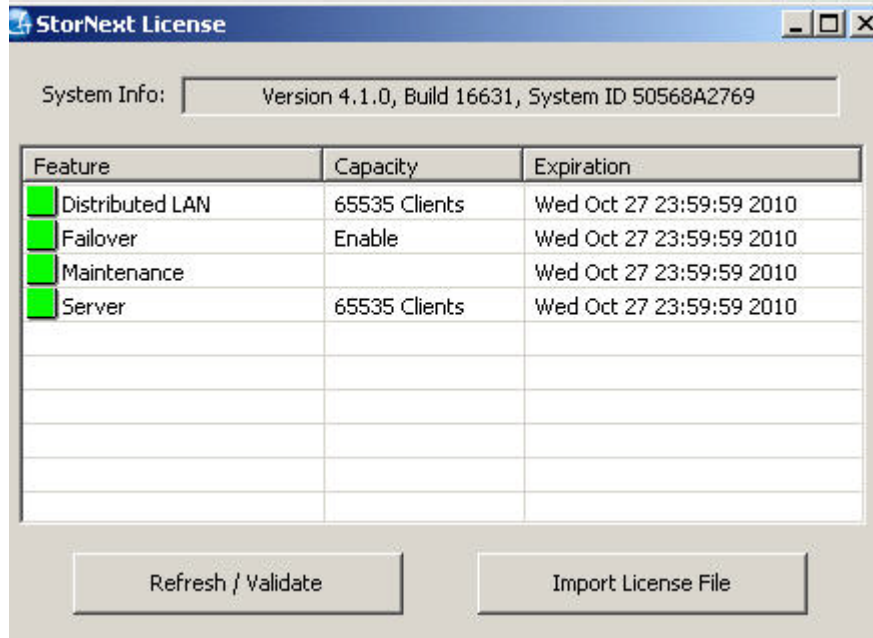 StorNext License
System Info: Version 4.1.0, Build 16631, System ID 50568A2769
Feature Capacity Expiration
Distributed LAN 65535 Clients Wed Oct 27 23:59:59 2010
Failover Enable Wed Oct 27 23:59:59 2010
Maintenance Wed Oct 27 23:59:59 2010
Server 65535 Clients Wed Oct 27 23:59:59 2010
Refresh / Validate Import License File